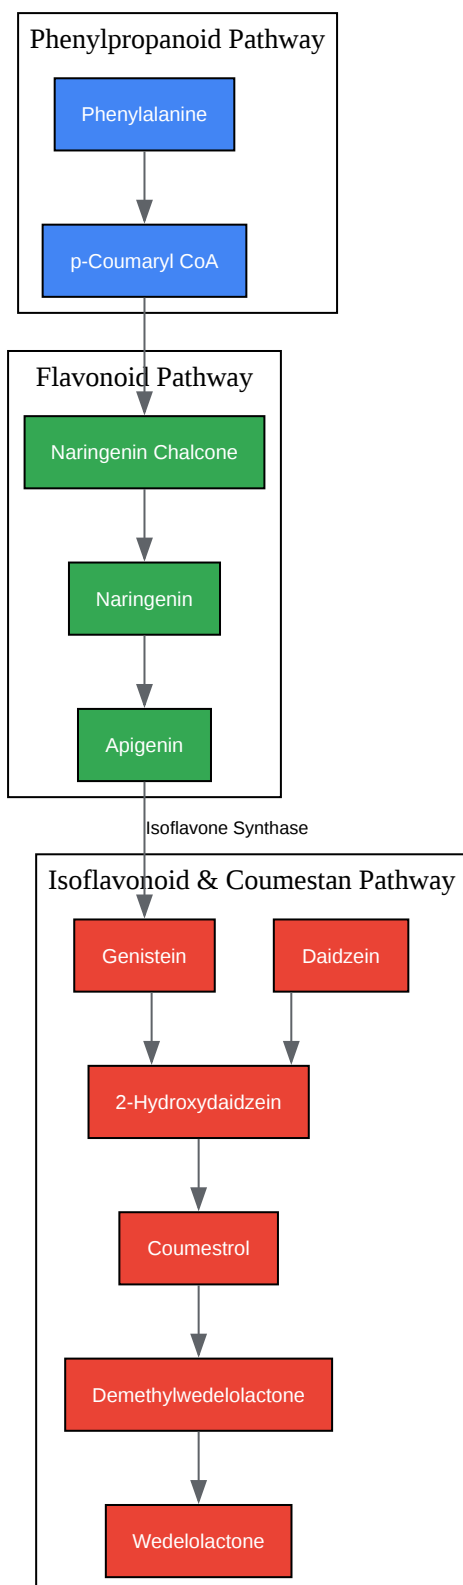 Phenylpropanoid Pathway
Phenylalanine
p-Coumaryl CoA
Flavonoid Pathway
Naringenin Chalcone
Naringenin
Apigenin
Isoflavone Synthase
Isoflavonoid & Coumestan Pathway
Genistein
Daidzein
2-Hydroxydaidzein
Coumestrol
Demethylwedelolactone
Wedelolactone